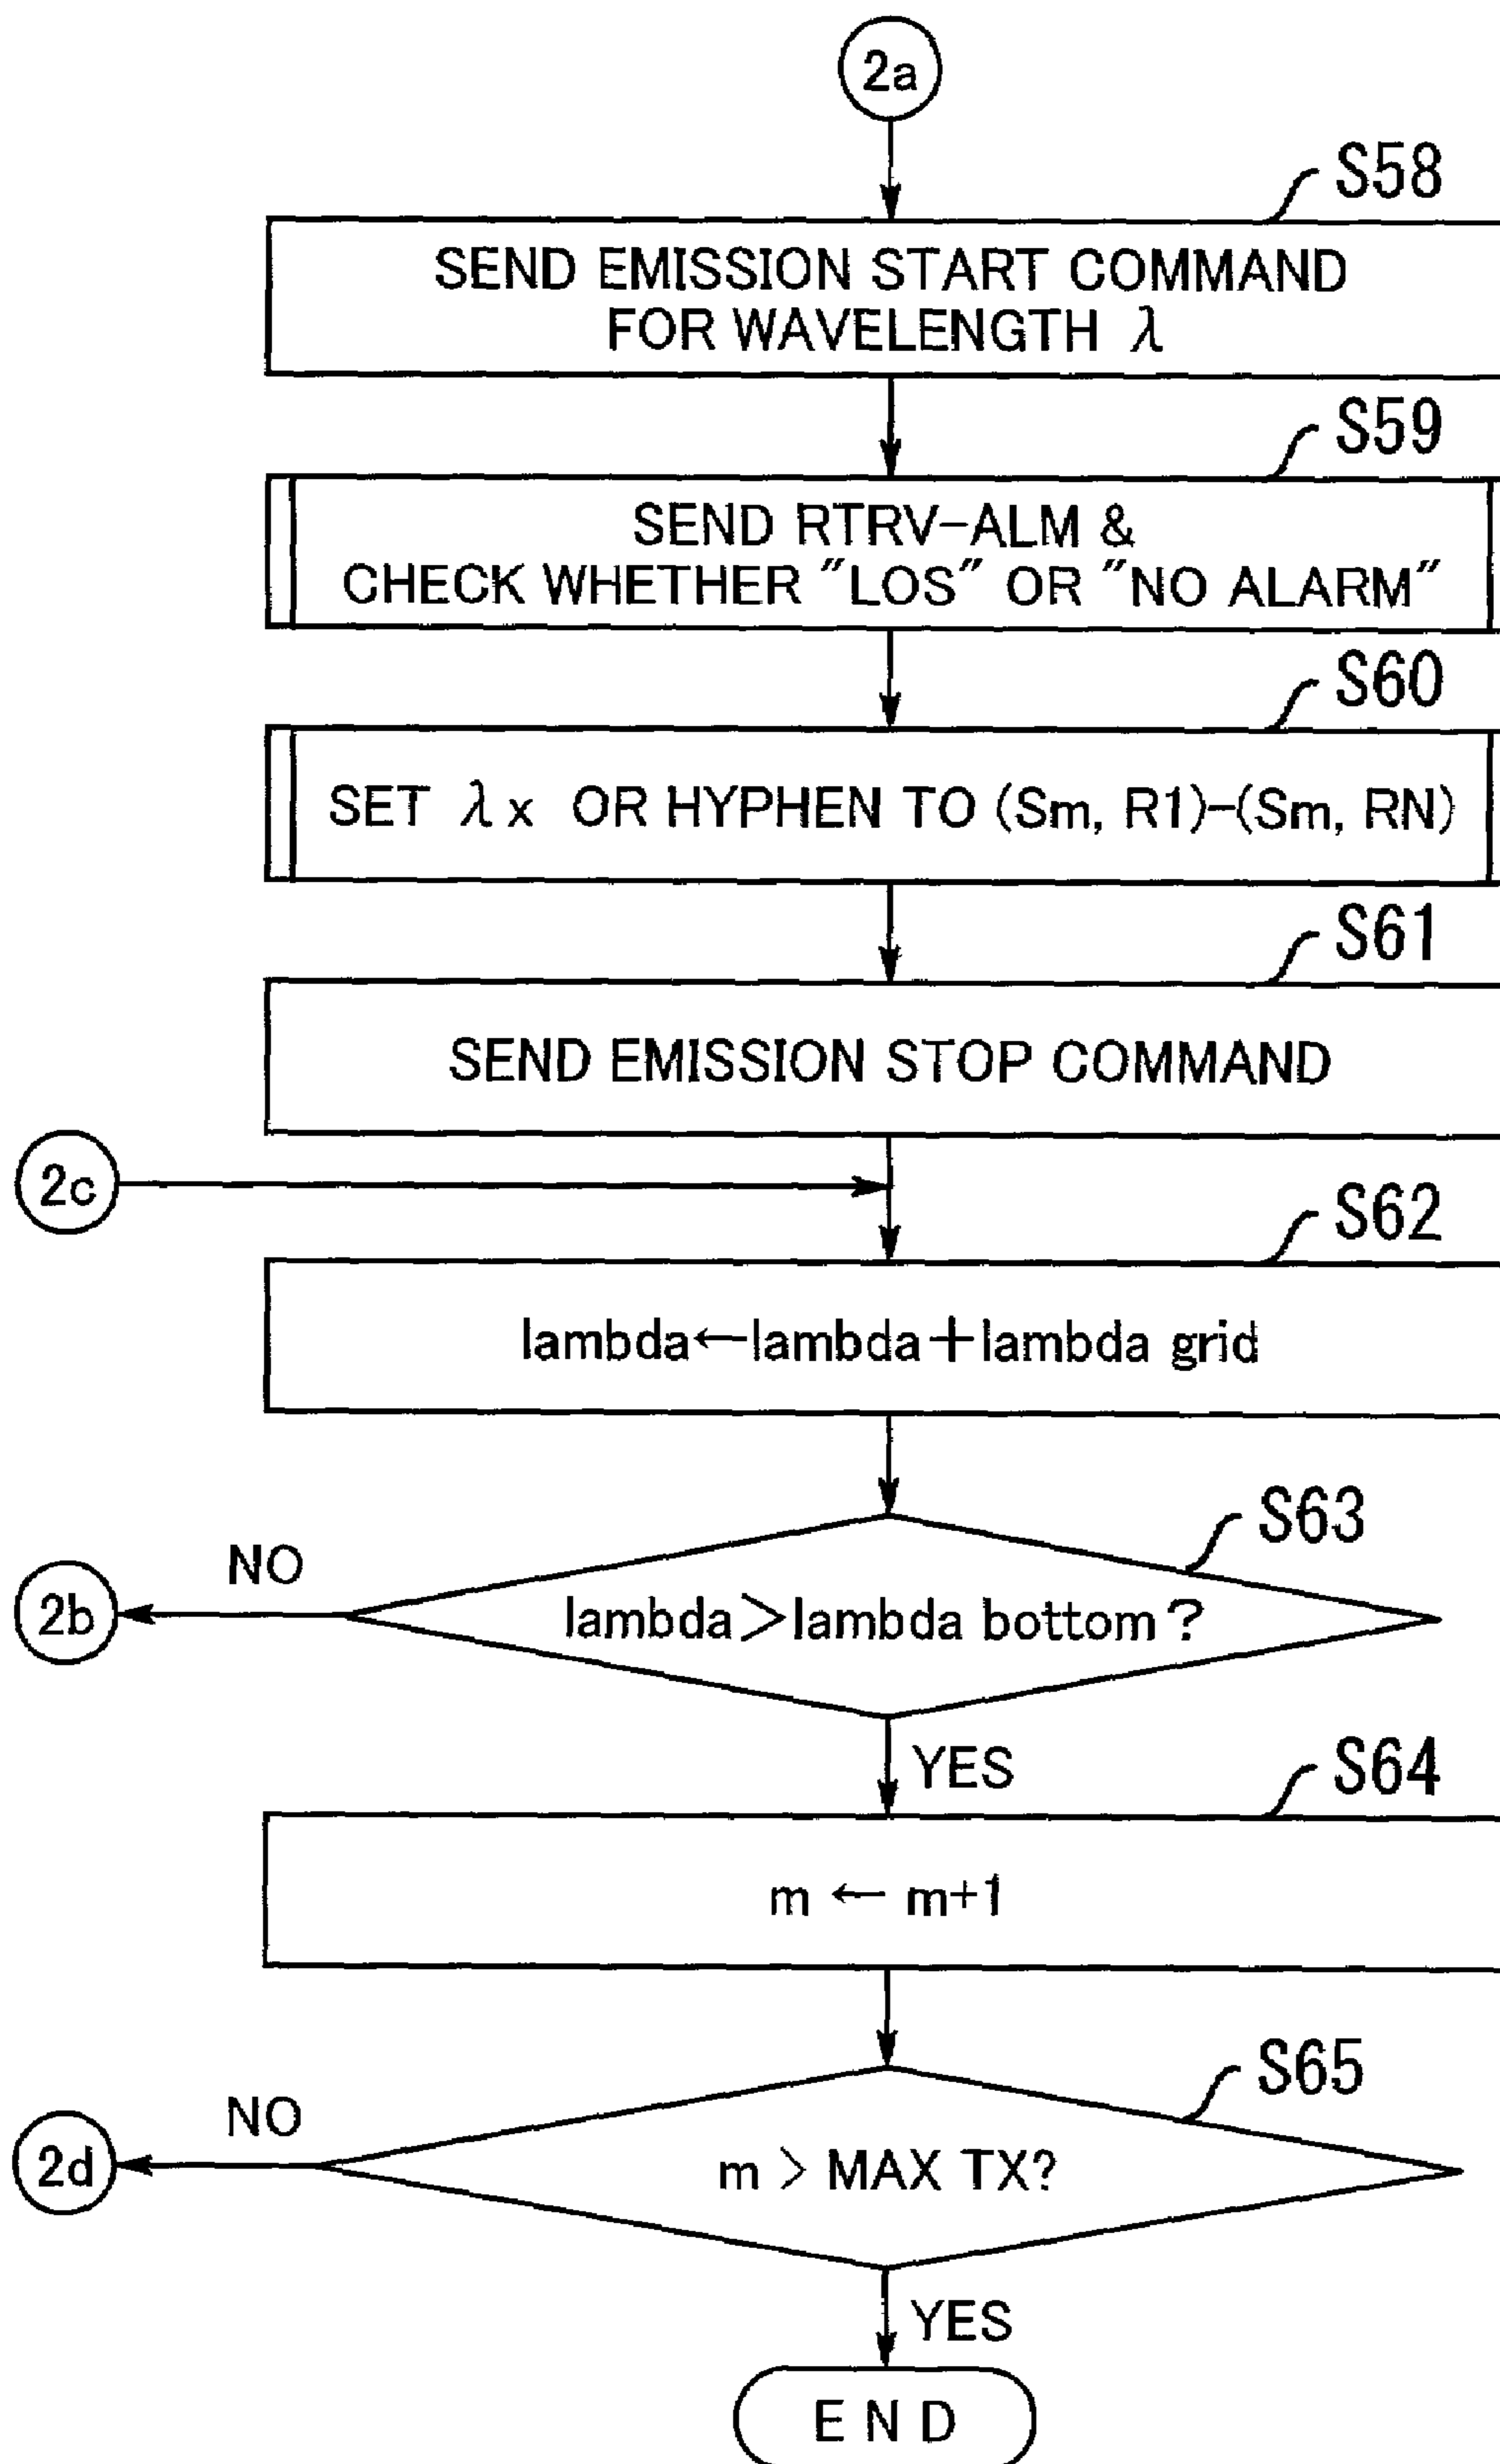 2a
S58
SEND EMISSION START COMMAND
FOR WAVELENGTH λ
S59
SEND RTRV-ALM &
CHECK WHETHER "LOS" OR "NO ALARM"
S60
SET λx OR HYPHEN TO (Sm, R1)-(Sm, RN)
S61
SEND EMISSION STOP COMMAND
2c
S62
lambda←lambda+lambda grid
S63
NO
2b
lambda>lambda bottom?
YES
S64
m ← m+1
S65
NO
2d
m > MAX TX?
YES
END